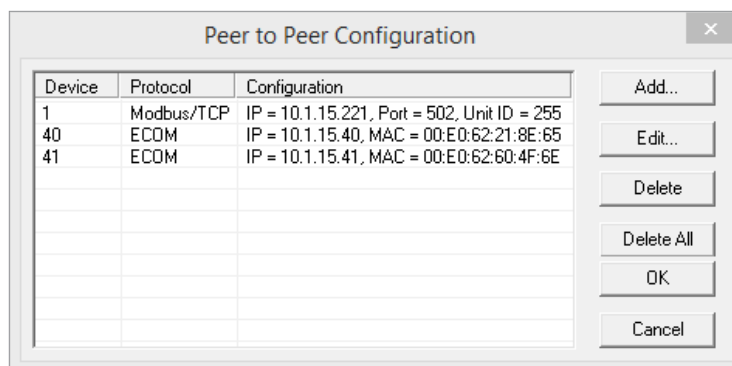 Peer to Peer Configuration
Device Protocol Configuration
1 Modbus/TCP IP = 10.1.15.221, Port = 502, Unit ID = 255
40 ECOM IP = 10.1.15.40, MAC = 00:E0:62:21:8E:65
41 ECOM IP = 10.1.15.41, MAC = 00:E0:62:60:4F:6E
Add...
Edit...
Delete
Delete All
OK
Cancel